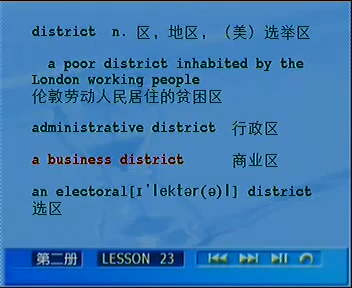 district n. 区，地区，（美）选举区
a poor district inhabited by the
London working people
伦敦劳动人民居住的贫困区
administrative district 行政区
a business district 商业区
an electoral[ɪˈlektər(ə)l] district
选区
第二册 LESSON 23